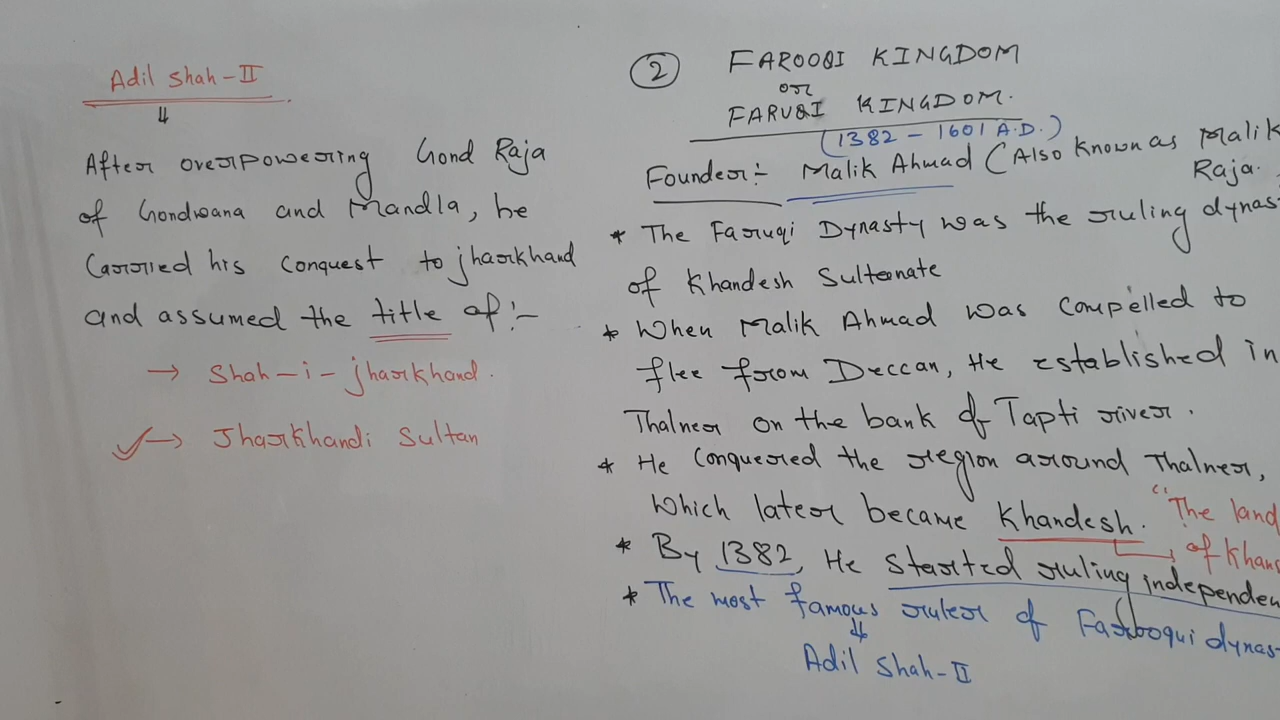 Adil Shah-II
After overpowering Gond Raja
of Gondwana and Mandla, he
Carried his conquest to jharkhand
and assumed the title of:-
→ Shah-i-jharkhand.
✓→ Jharkhandi Sultan
② FAROOQI KINGDOM
or
FARUQI KINGDOM.
(1382 - 1601 A.D.)
Founder:- Malik Ahmad (Also known as Malik
Raja.
* The Faruqi Dynasty was the ruling dynas
of Khandesh Sultanate
* When Malik Ahmad was compelled to
flee from Deccan, He established in
Thalner on the bank of Tapti river.
* He Conquered the region around Thalner,
Which later became Khandesh. "The land
of Khans
* By 1382, He started ruling independen
* The most famous ruler of Farooqui dynas
Adil Shah-II